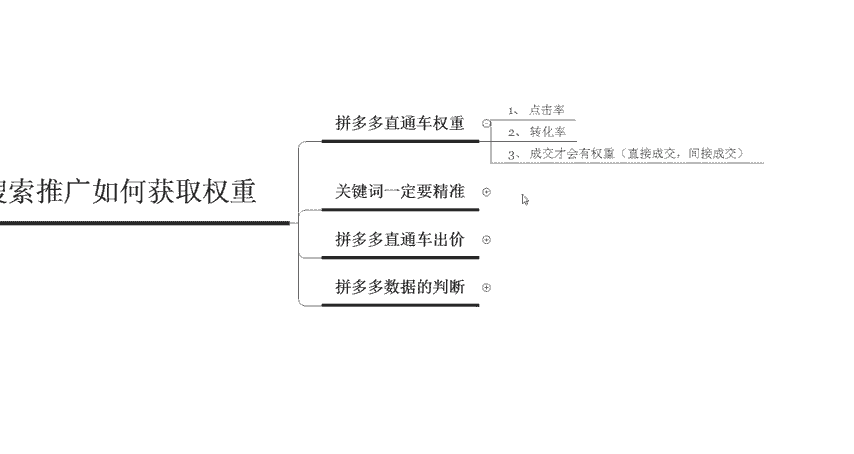 搜索推广如何获取权重
拼多多直通车权重
1、 点击率
2、 转化率
3、 成交才会有权重（直接成交，间接成交）
关键词一定要精准
拼多多直通车出价
拼多多数据的判断